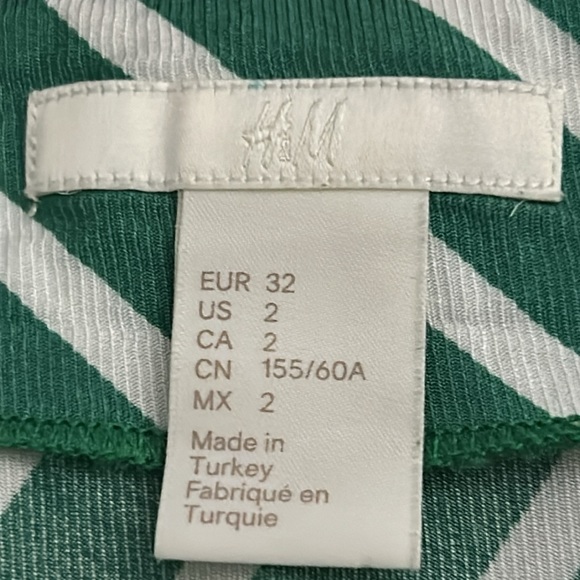 H&M
EUR 32
US 2
CA 2
CN 155/60A
MX 2
Made in
Turkey
Fabriqué en
Turquie